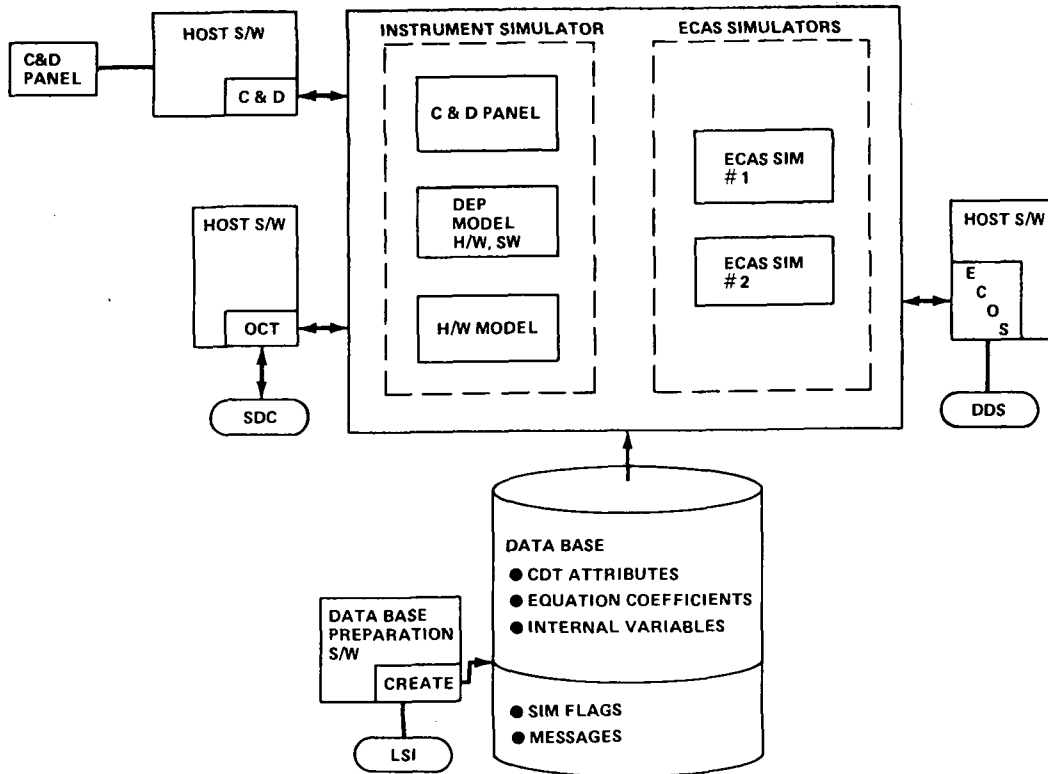 C&D
PANEL
HOST S/W
C & D
HOST S/W
OCT
SDC
INSTRUMENT SIMULATOR
C & D PANEL
DEP
MODEL
H/W, SW
H/W MODEL
ECAS SIMULATORS
ECAS SIM
#1
ECAS SIM
#2
HOST S/W
E
C
O
S
DDS
DATA BASE
● CDT ATTRIBUTES
● EQUATION COEFFICIENTS
● INTERNAL VARIABLES
● SIM FLAGS
● MESSAGES
DATA BASE
PREPARATION
S/W
CREATE
LSI